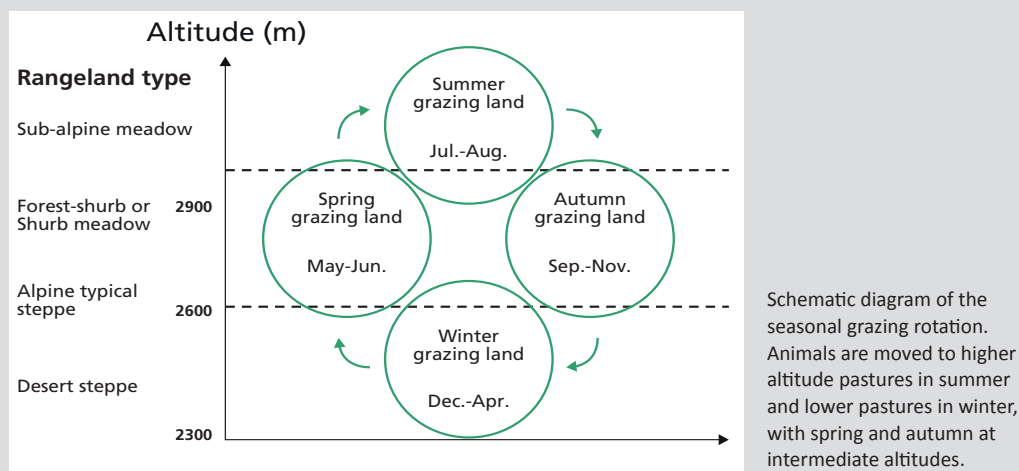 Altitude (m)
Rangeland type
Summer
grazing land
Jul.-Aug.
Sub-alpine meadow
Forest-shurb or
Shurb meadow
2900
Spring
grazing land
May-Jun.
Autumn
grazing land
Sep.-Nov.
Alpine typical
steppe
2600
Winter
grazing land
Dec.-Apr.
Desert steppe
2300
Schematic diagram of the
seasonal grazing rotation.
Animals are moved to higher
altitude pastures in summer
and lower pastures in winter,
with spring and autumn at
intermediate altitudes.